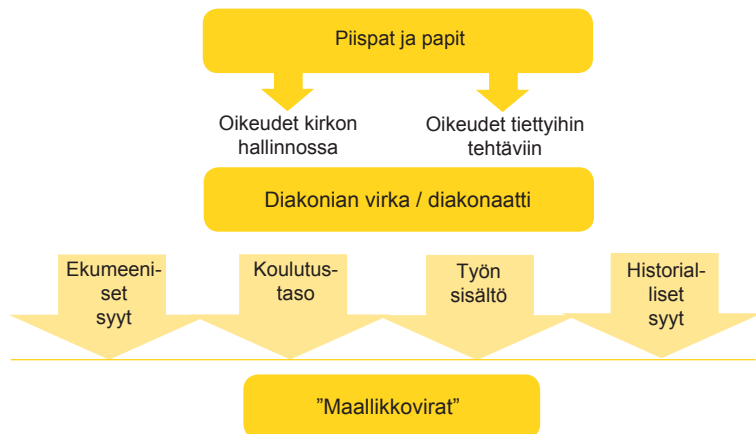 Piispat ja papit
Oikeudet kirkon
hallinnossa
Oikeudet tiettyihin
tehtäviin
Diakonian virka / diakonaatti
Ekumeeni-
set
syyt
Koulutus-
taso
Työn
sisältö
Historial-
liset
syyt
”Maallikkovirat”